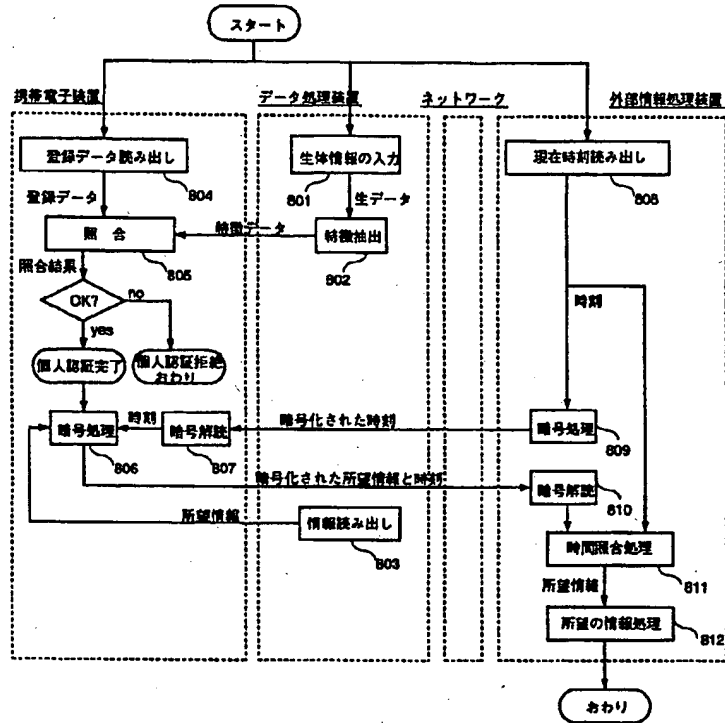 スタート
携帯電子装置
データ処理装置
ネットワーク
外部情報処理装置
登録データ読み出し
804
生体情報の入力
801
現在時刻読み出し
808
登録データ
生データ
照 合
805
特徴データ
特徴抽出
802
照合結果
OK?
no
yes
時刻
個人認証完了
個人認証拒絶
おわり
暗号処理
806
時刻
暗号解読
807
暗号化された時刻
暗号処理
809
暗号化された所望情報と時刻
暗号解読
810
所望情報
情報読み出し
803
時間照合処理
811
所望情報
所望の情報処理
812
おわり